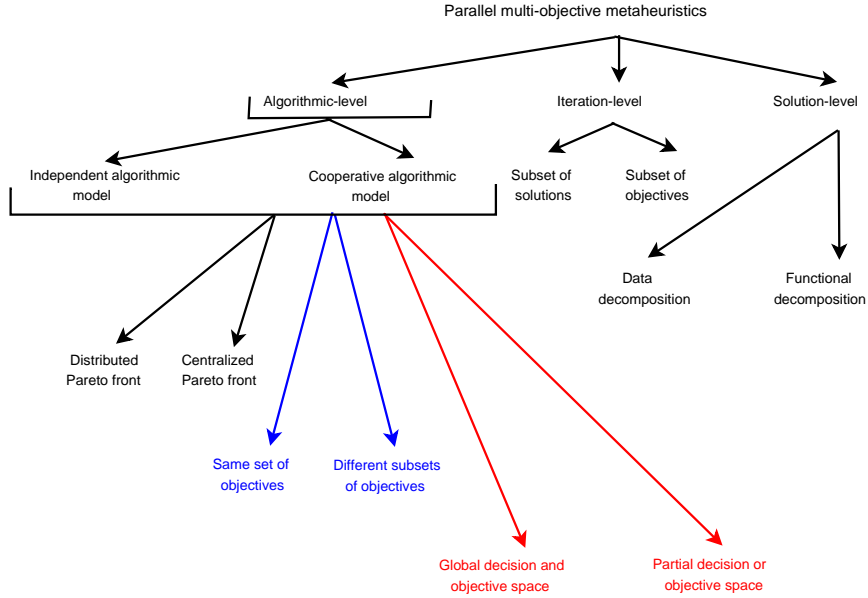 Parallel multi-objective metaheuristics
Algorithmic-level
Iteration-level
Solution-level
Independent algorithmic
model
Cooperative algorithmic
model
Subset of
solutions
Subset of
objectives
Data
decomposition
Functional
decomposition
Distributed
Pareto front
Centralized
Pareto front
Same set of
objectives
Different subsets
of objectives
Global decision and
objective space
Partial decision or
objective space